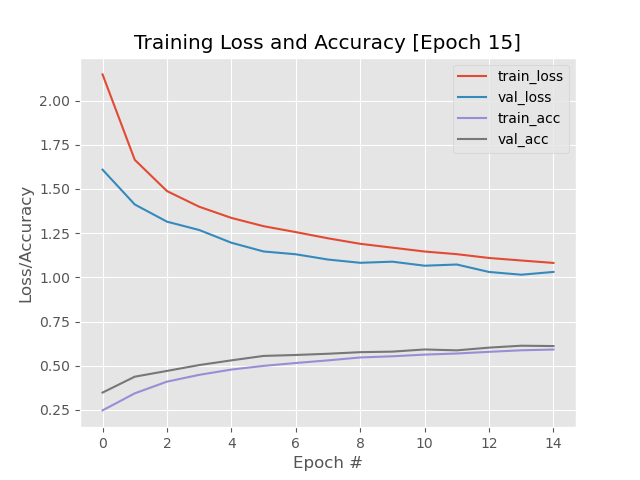 Training Loss and Accuracy [Epoch 15]
train_loss
val_loss
train_acc
val_acc
2.00
1.75
1.50
1.25
1.00
0.75
0.50
0.25
Loss/Accuracy
0 2 4 6 8 10 12 14
Epoch #